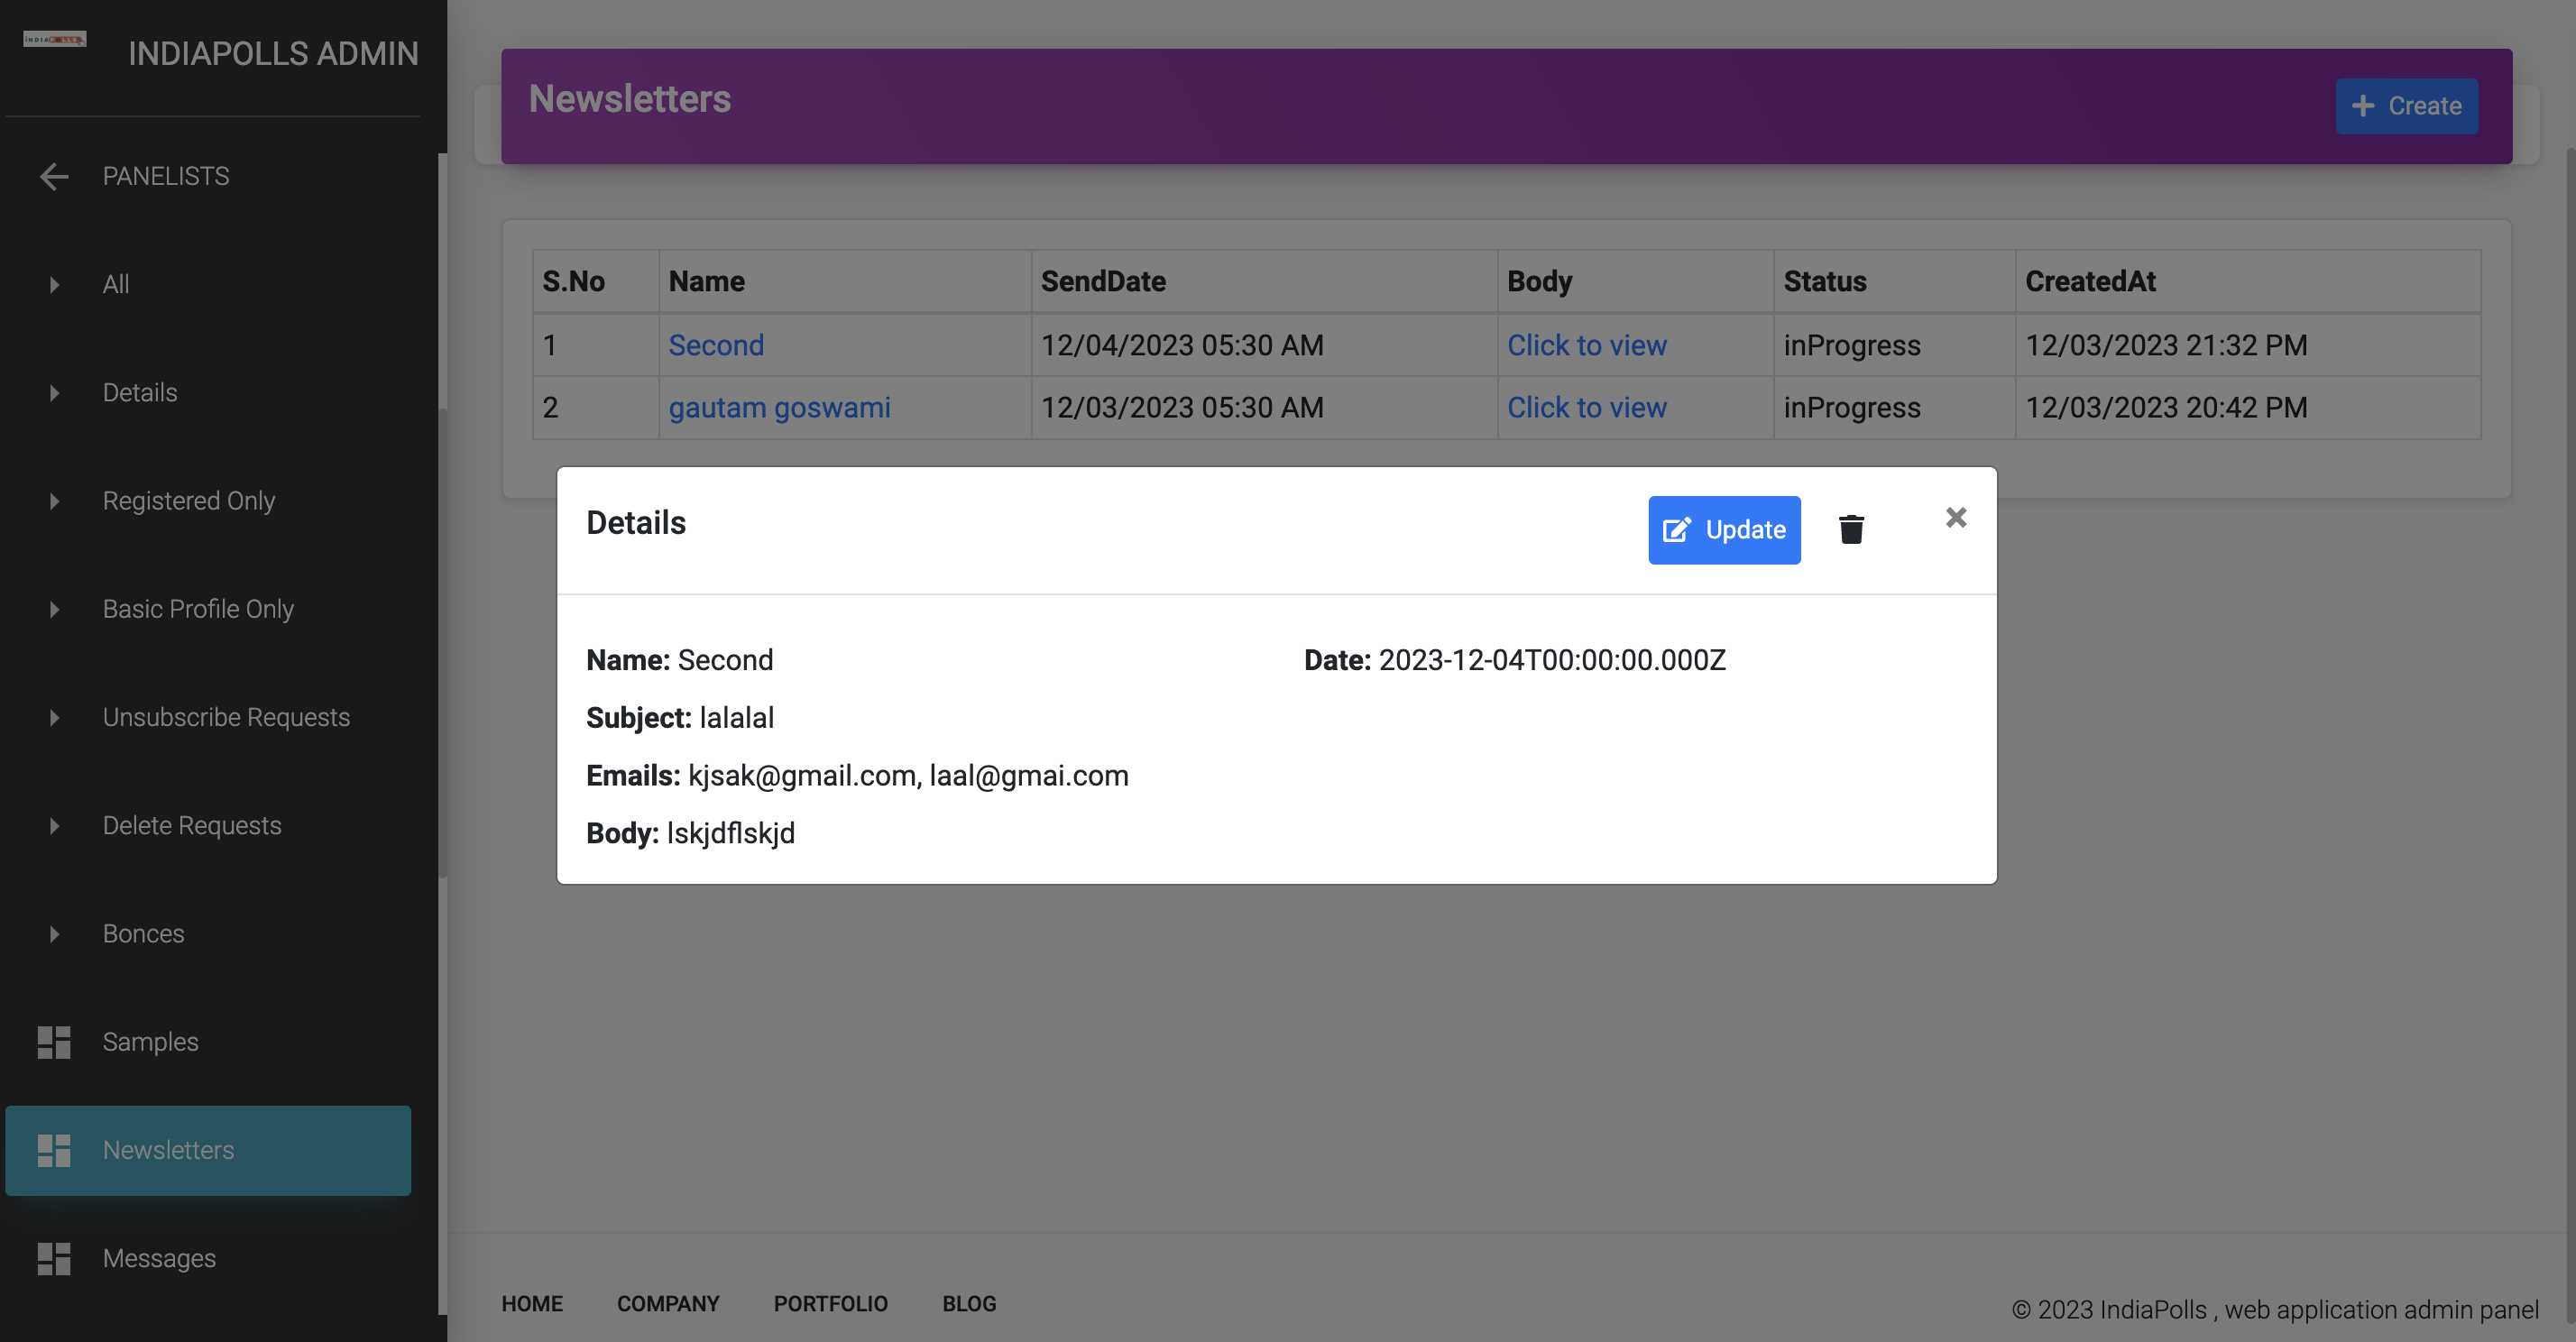 INDIAPOLLS
INDIAPOLLS ADMIN
PANELISTS
All
Details
Registered Only
Basic Profile Only
Unsubscribe Requests
Delete Requests
Bonces
Samples
Newsletters
Messages
Newsletters
Create
S.No Name SendDate Body Status CreatedAt
1 Second 12/04/2023 05:30 AM Click to view inProgress 12/03/2023 21:32 PM
2 gautam goswami 12/03/2023 05:30 AM Click to view inProgress 12/03/2023 20:42 PM
Details
Update
Name: Second Date: 2023-12-04T00:00:00.000Z
Subject: lalalal
Emails: kjsak@gmail.com, laal@gmai.com
Body: lskjdflskjd
HOME COMPANY PORTFOLIO BLOG
© 2023 IndiaPolls , web application admin panel